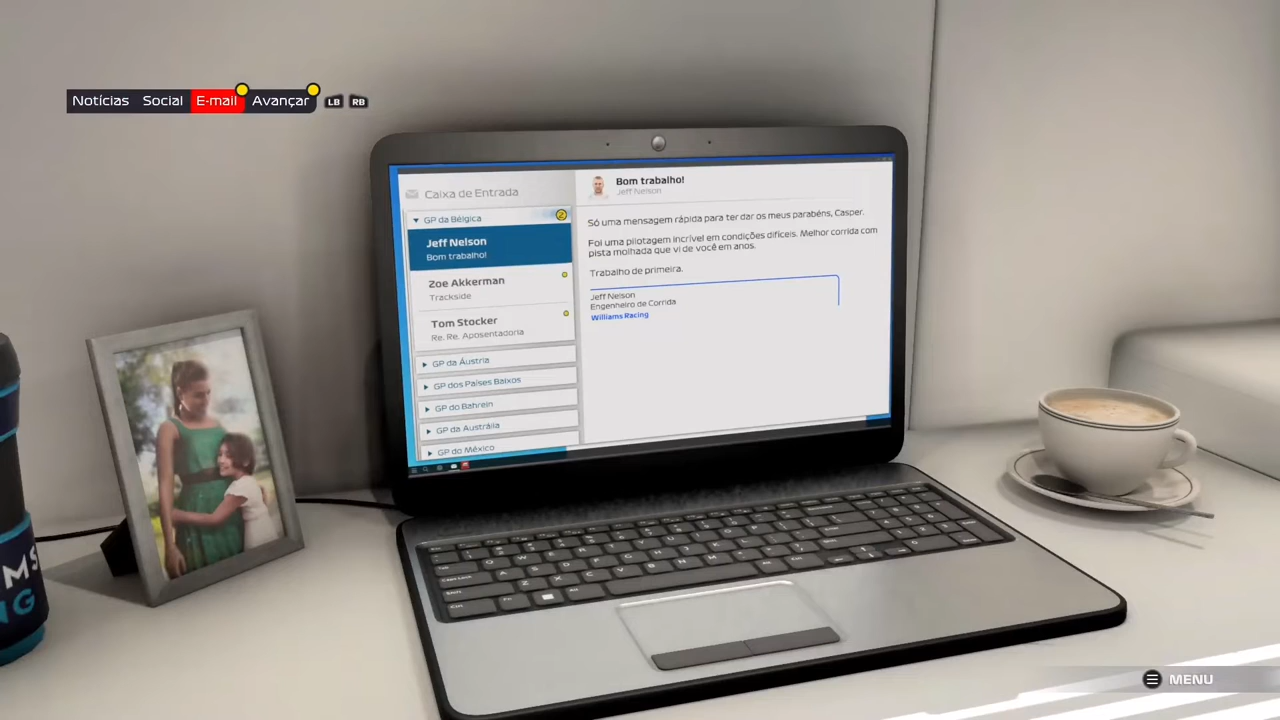 Notícias Social E-mail Avançar LB RB
Caixa de Entrada
GP da Bélgica 2
Jeff Nelson
Bom trabalho!
Zoe Akkerman
Trackside
Tom Stocker
Re. Re. Aposentadoria
GP da Áustria
GP dos Países Baixos
GP do Bahrein
GP da Austrália
GP do México
Bom trabalho!
Jeff Nelson
Só uma mensagem rápida para ter dar os meus parabéns, Casper.
Foi uma pilotagem incrível em condições difíceis. Melhor corrida com
pista molhada que vi de você em anos.
Trabalho de primeira.
Jeff Nelson
Engenheiro de Corrida
Williams Racing
MENU